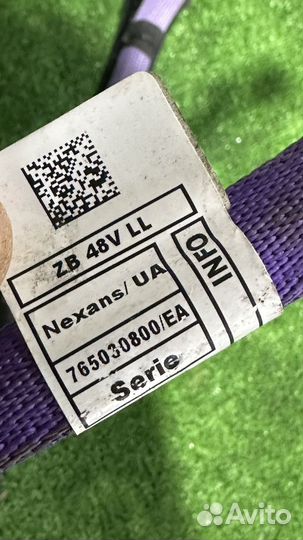 ZB 48V LL
Nexans/ UA
765030800/EA
Serie
INFO
Avito